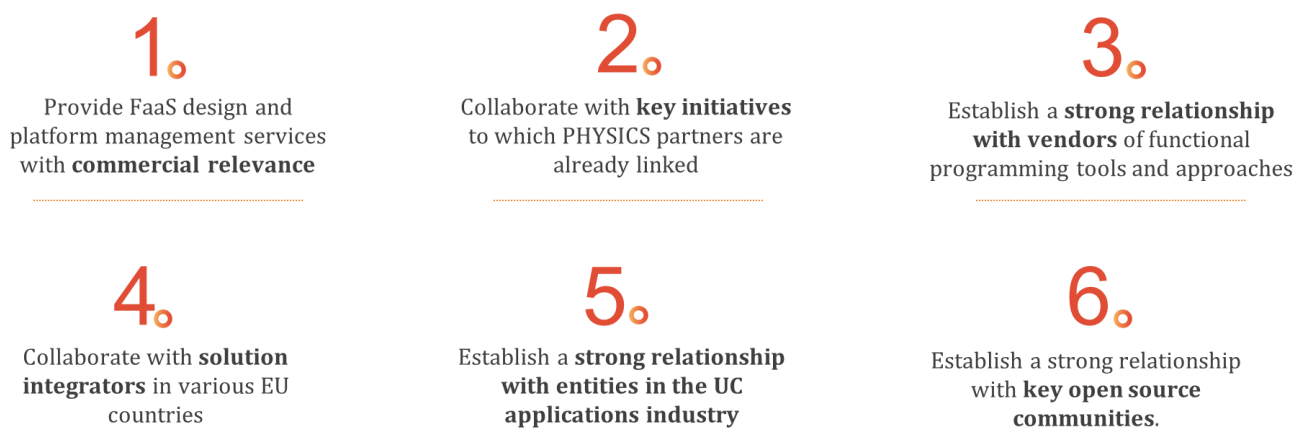 1.
Provide FaaS design and
platform management services
with commercial relevance
2.
Collaborate with key initiatives
to which PHYSICS partners are
already linked
3.
Establish a strong relationship
with vendors of functional
programming tools and approaches
4.
Collaborate with solution
integrators in various EU
countries
5.
Establish a strong relationship
with entities in the UC
applications industry
6.
Establish a strong relationship
with key open source
communities.